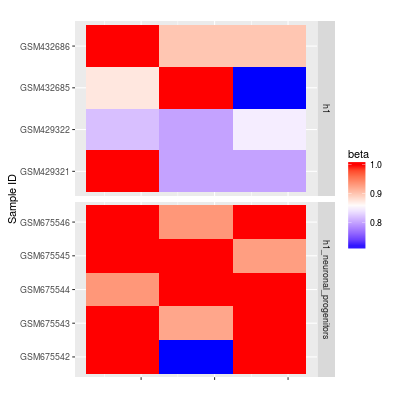 GSM432686
GSM432685
GSM429322
GSM429321
h1
GSM675546
GSM675545
GSM675544
GSM675543
GSM675542
h1_neuronal_progenitors
Sample ID
beta
1.0
0.9
0.8